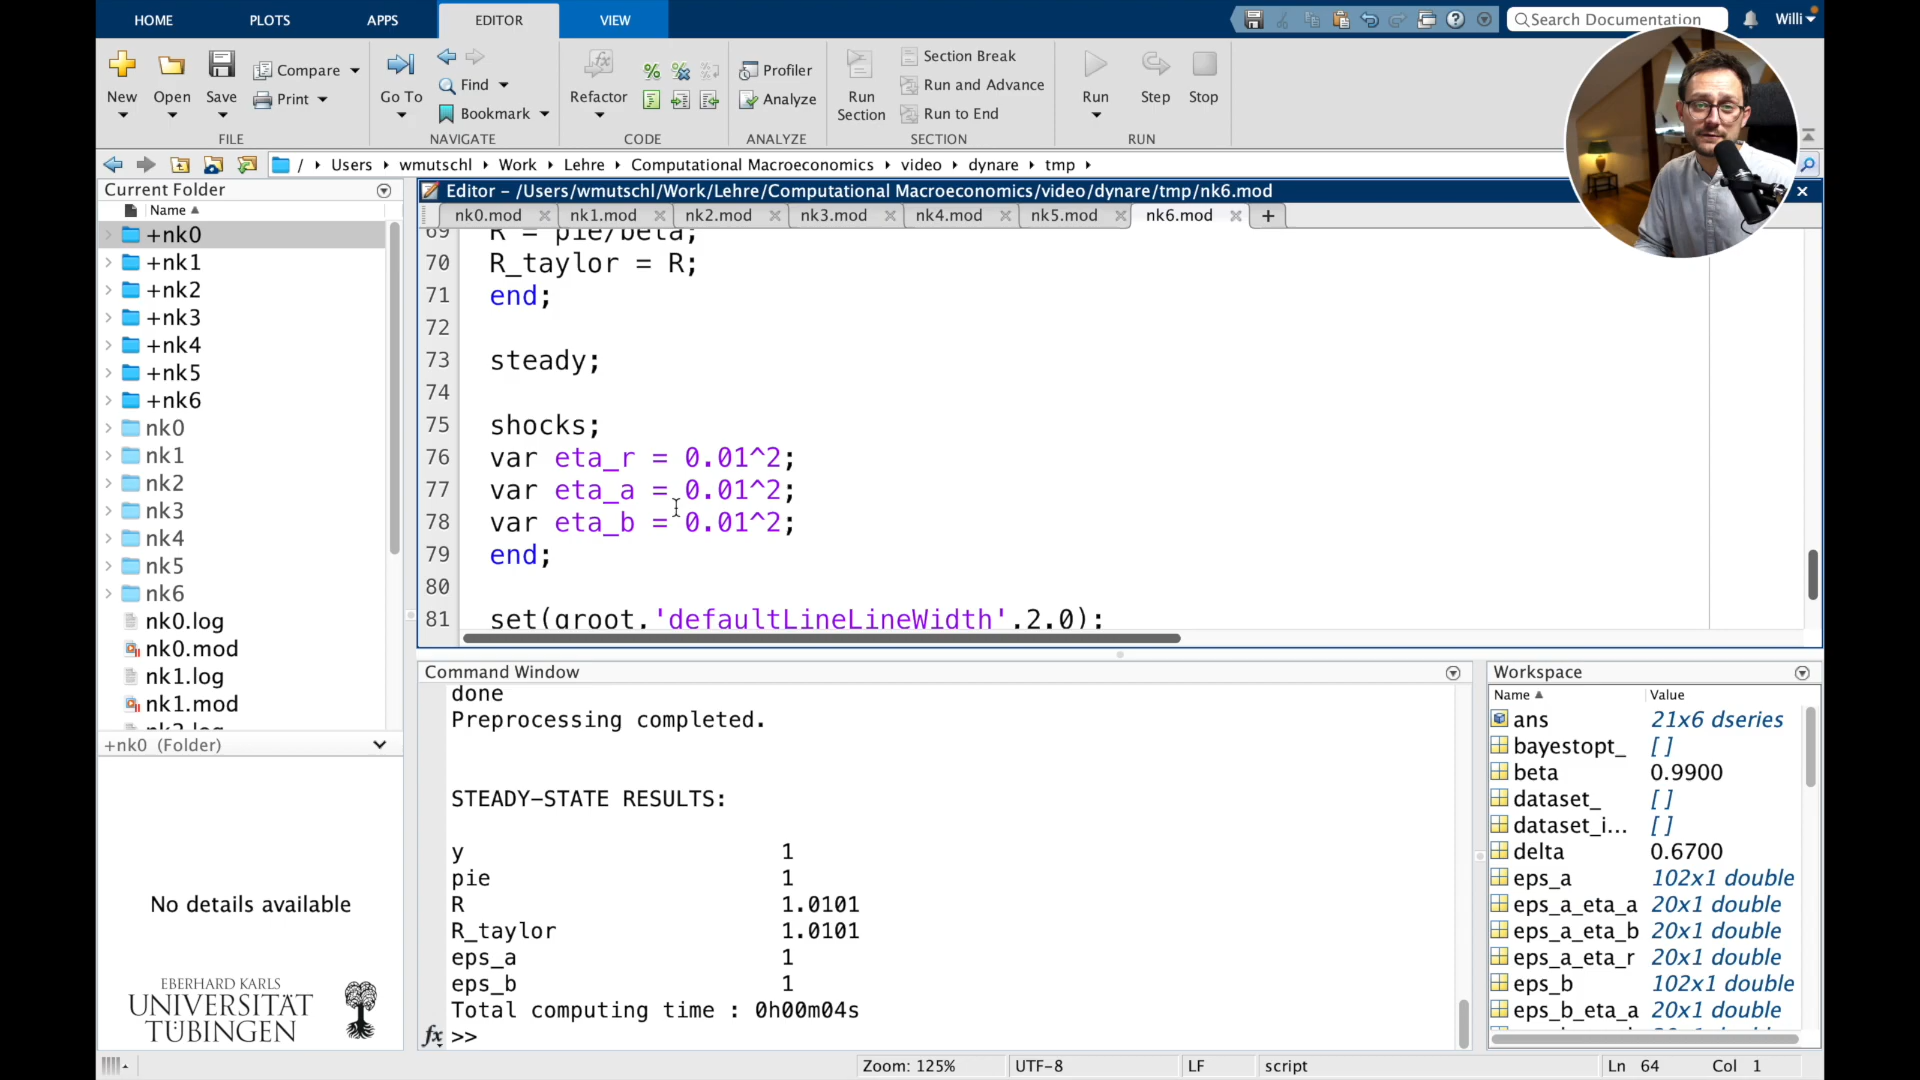 HOME PLOTS APPS EDITOR VIEW Search Documentation Willi
New Open Save Compare Print FILE
Go To Find Bookmark NAVIGATE
Refactor CODE
Profiler Analyze ANALYZE
Run Section Section Break Run and Advance Run to End SECTION
Run Step Stop RUN
/ Users wmutschl Work Lehre Computational Macroeconomics video dynare tmp
Current Folder
Name
+nk0
+nk1
+nk2
+nk3
+nk4
+nk5
+nk6
nk0
nk1
nk2
nk3
nk4
nk5
nk6
nk0.log
nk0.mod
nk1.log
nk1.mod
nk2.log
+nk0 (Folder)
No details available
EBERHARD KARLS
UNIVERSITÄT
TÜBINGEN
Editor – /Users/wmutschl/Work/Lehre/Computational Macroeconomics/video/dynare/tmp/nk6.mod
nk0.mod nk1.mod nk2.mod nk3.mod nk4.mod nk5.mod nk6.mod
69 R = pie/beta;
70 R_taylor = R;
71 end;
72
73 steady;
74
75 shocks;
76 var eta_r = 0.01^2;
77 var eta_a = 0.01^2;
78 var eta_b = 0.01^2;
79 end;
80
81 set(groot,'defaultLineLineWidth',2.0);
Command Window
done
Preprocessing completed.
STEADY-STATE RESULTS:
y 1
pie 1
R 1.0101
R_taylor 1.0101
eps_a 1
eps_b 1
Total computing time : 0h00m04s
fx >>
Workspace
Name Value
ans 21x6 dseries
bayestopt_ []
beta 0.9900
dataset_ []
dataset_i... []
delta 0.6700
eps_a 102x1 double
eps_a_eta_a 20x1 double
eps_a_eta_b 20x1 double
eps_a_eta_r 20x1 double
eps_b 102x1 double
eps_b_eta_a 20x1 double
Zoom: 125% UTF-8 LF script Ln 64 Col 1